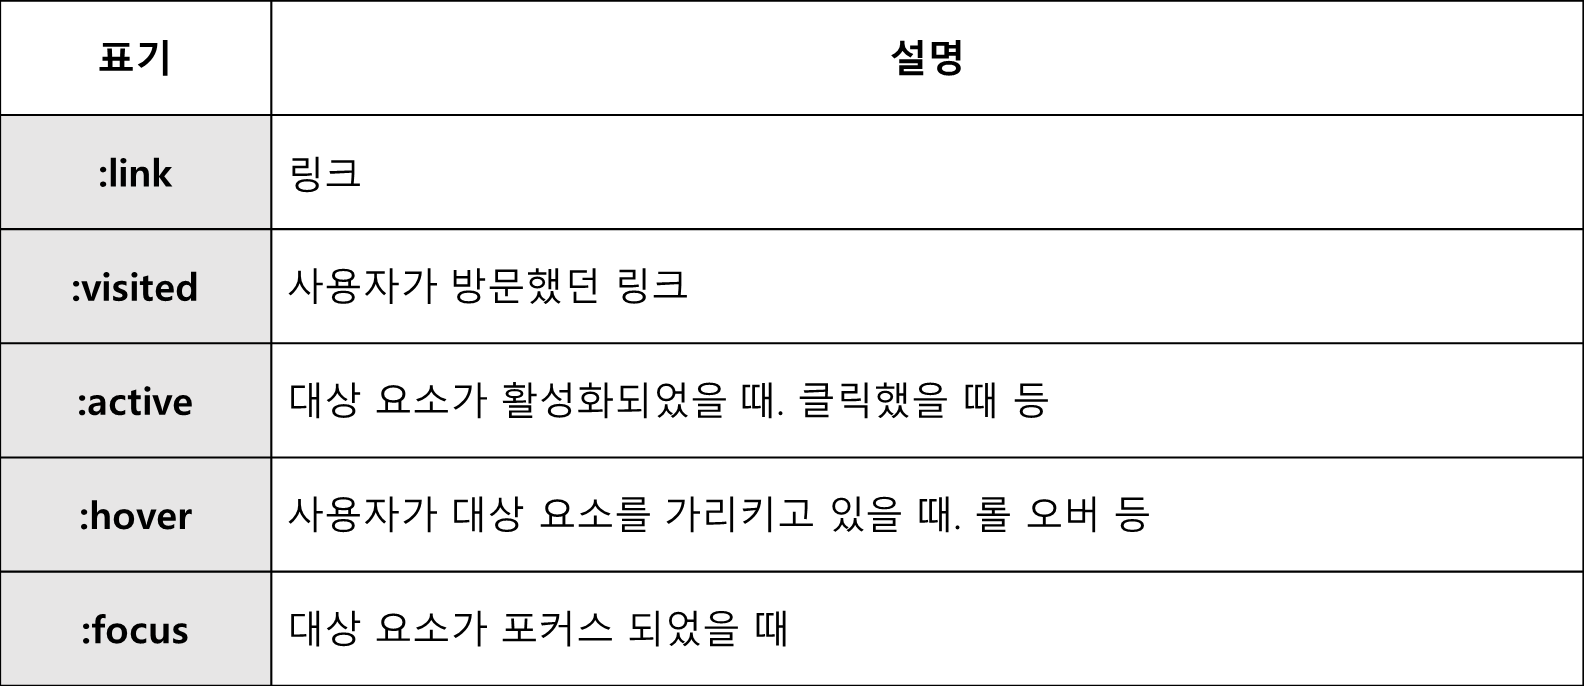 표기 설명
:link 링크
:visited 사용자가 방문했던 링크
:active 대상 요소가 활성화되었을 때. 클릭했을 때 등
:hover 사용자가 대상 요소를 가리키고 있을 때. 롤 오버 등
:focus 대상 요소가 포커스 되었을 때